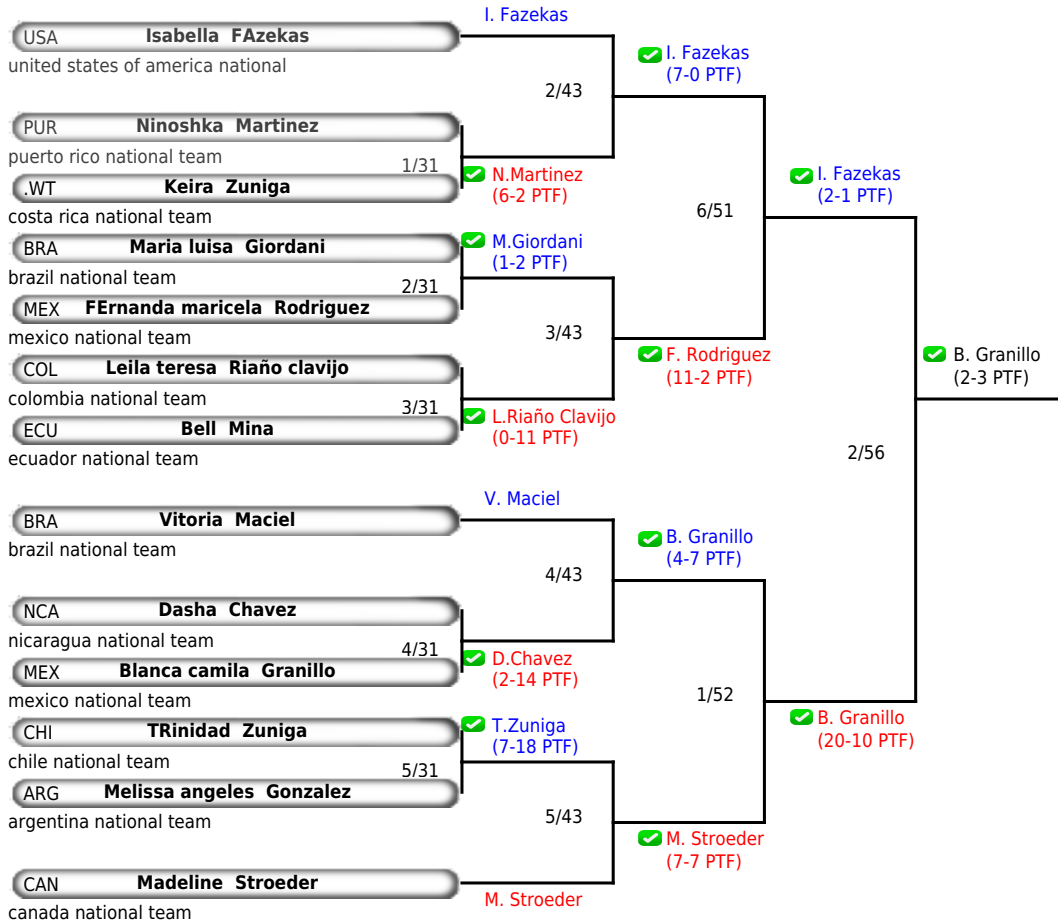 I. Fazekas
USA Isabella FAzekas
united states of america national
I. Fazekas
(7-0 PTF)
2/43
PUR Ninoshka Martinez
puerto rico national team
1/31
N.Martinez
(6-2 PTF)
.WT Keira Zuniga
costa rica national team
I. Fazekas
(2-1 PTF)
6/51
BRA Maria luisa Giordani
brazil national team
M.Giordani
(1-2 PTF)
2/31
MEX FErnanda maricela Rodriguez
mexico national team
3/43
F. Rodriguez
(11-2 PTF)
COL Leila teresa Riaño clavijo
colombia national team
3/31
L.Riaño Clavijo
(0-11 PTF)
ECU Bell Mina
ecuador national team
B. Granillo
(2-3 PTF)
2/56
V. Maciel
BRA Vitoria Maciel
brazil national team
B. Granillo
(4-7 PTF)
4/43
NCA Dasha Chavez
nicaragua national team
4/31
D.Chavez
(2-14 PTF)
MEX Blanca camila Granillo
mexico national team
1/52
CHI TRinidad Zuniga
chile national team
T.Zuniga
(7-18 PTF)
B. Granillo
(20-10 PTF)
5/31
ARG Melissa angeles Gonzalez
argentina national team
5/43
M. Stroeder
(7-7 PTF)
CAN Madeline Stroeder
canada national team
M. Stroeder